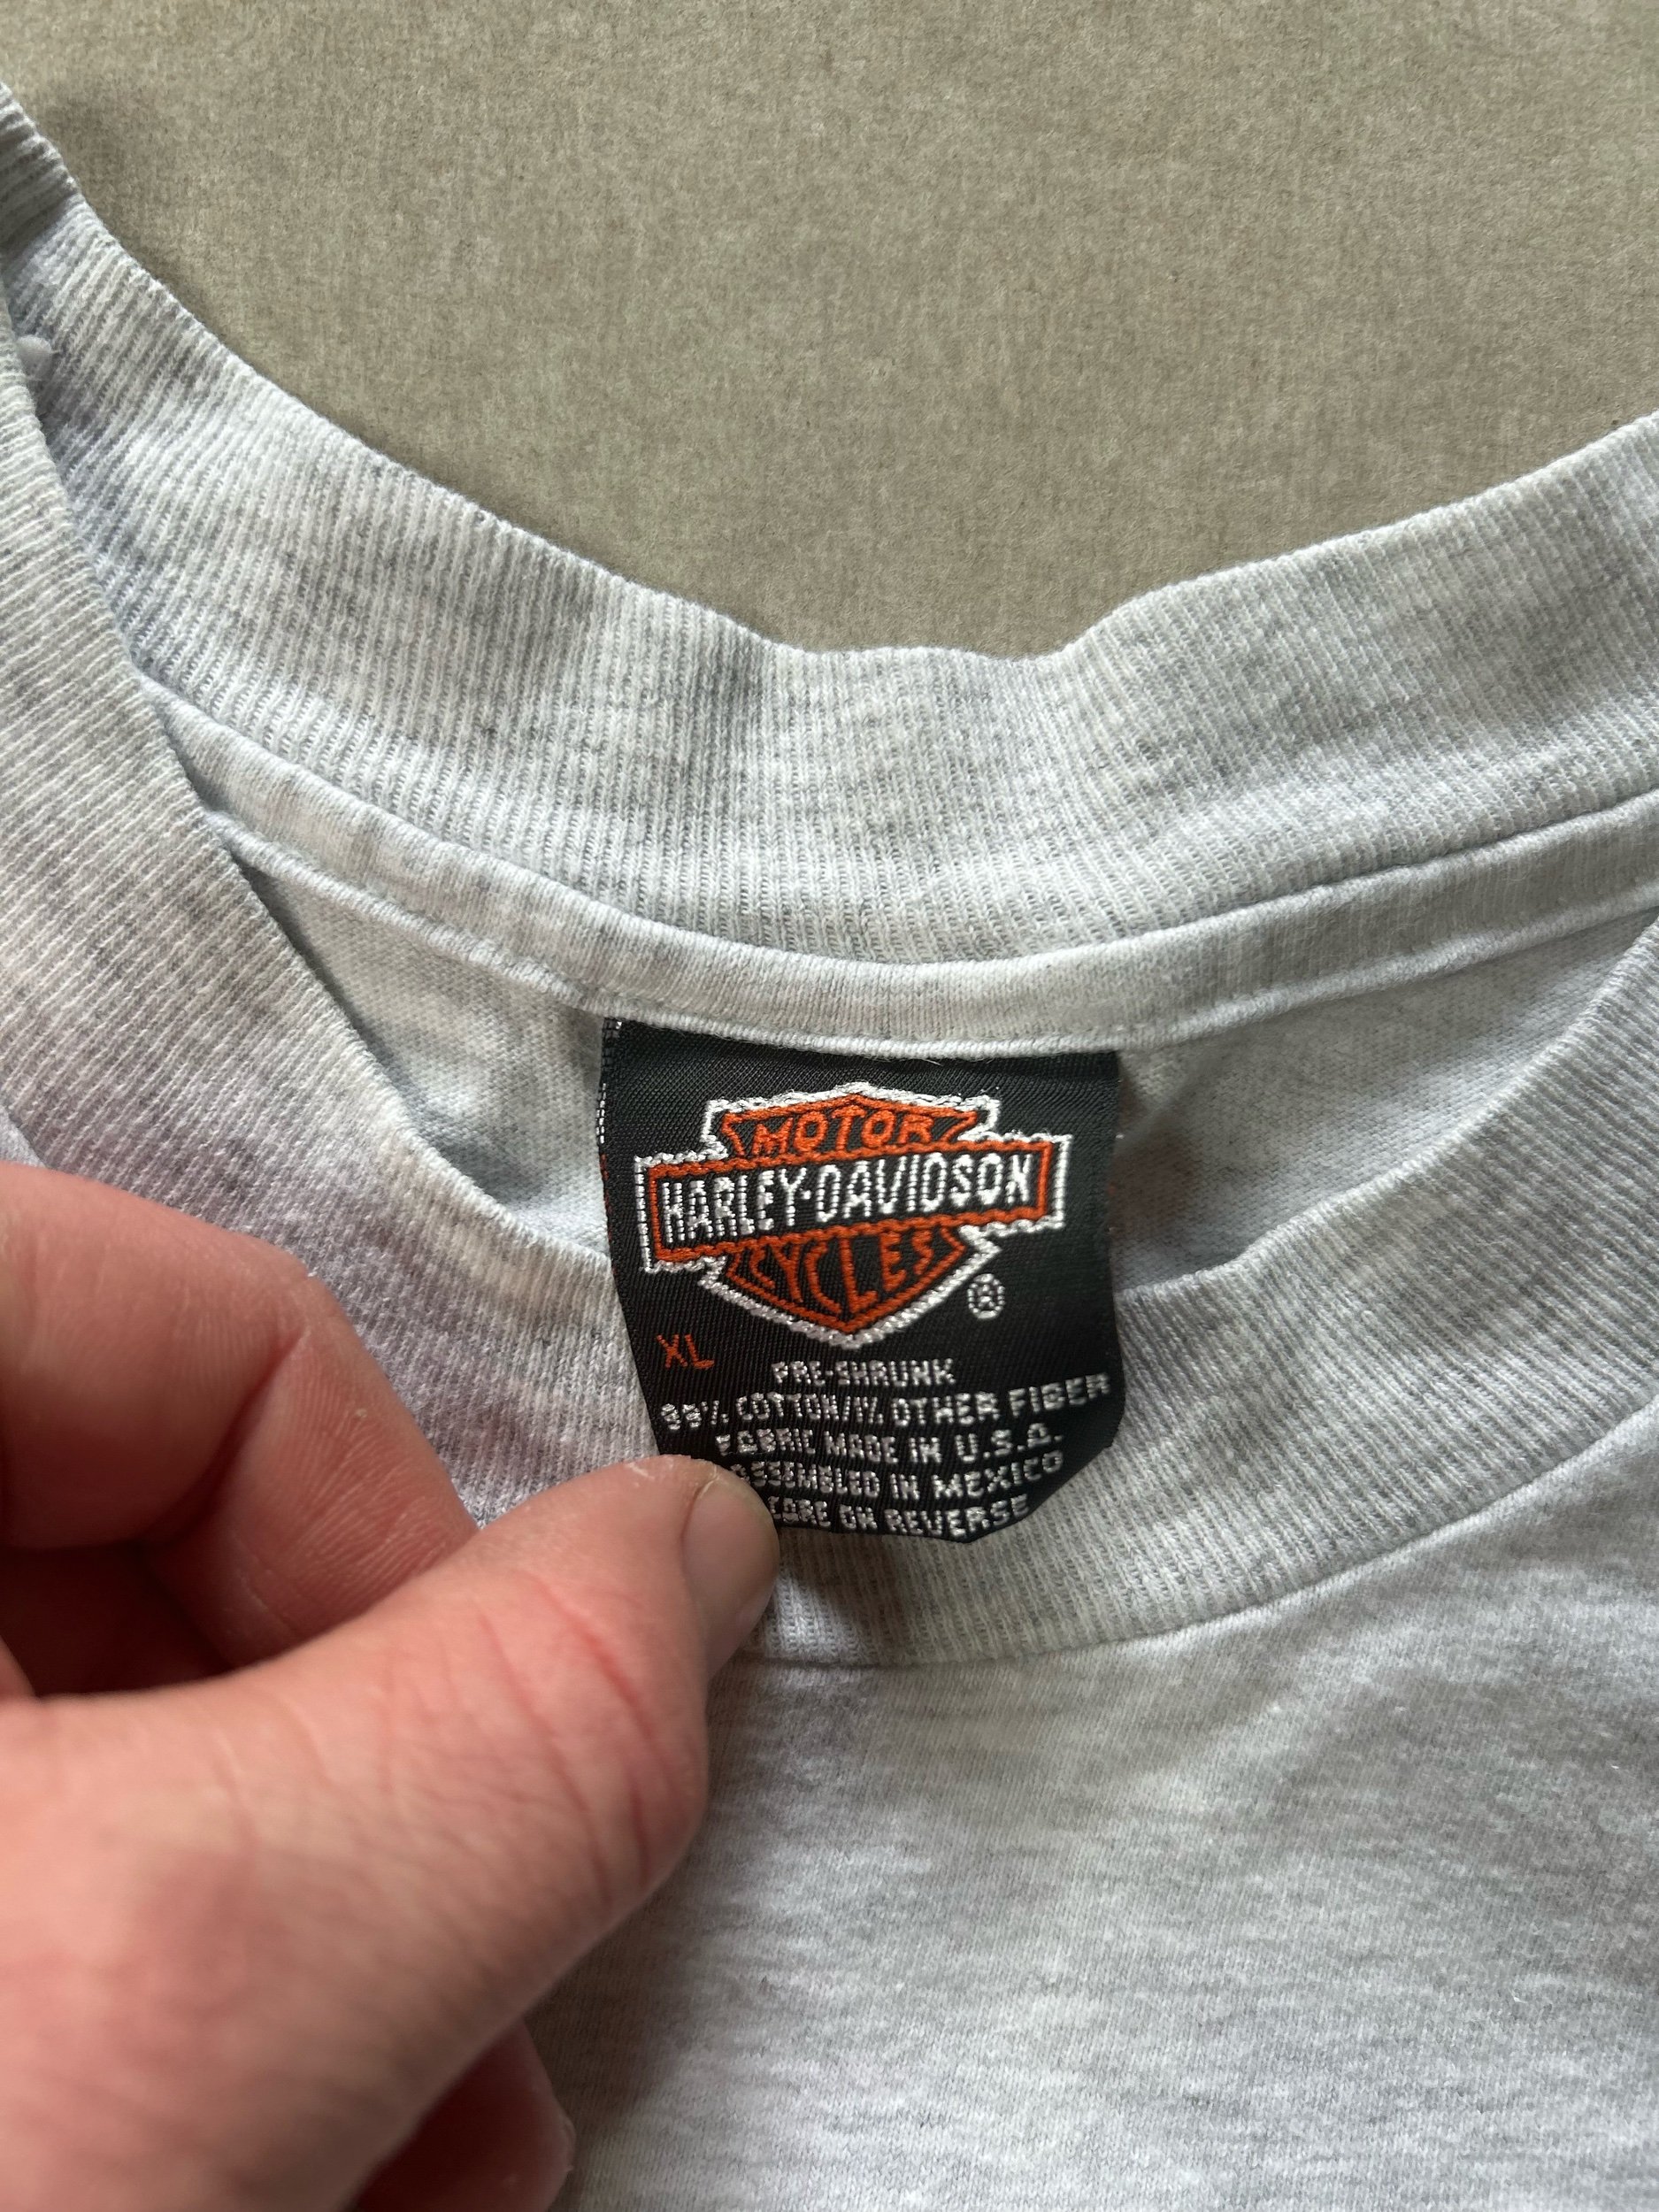 MOTOR
HARLEY-DAVIDSON
CYCLES
®
XL
PRE-SHRUNK
99% COTTON/1% OTHER FIBER
FABRIC MADE IN U.S.A.
ASSEMBLED IN MEXICO
CARE ON REVERSE